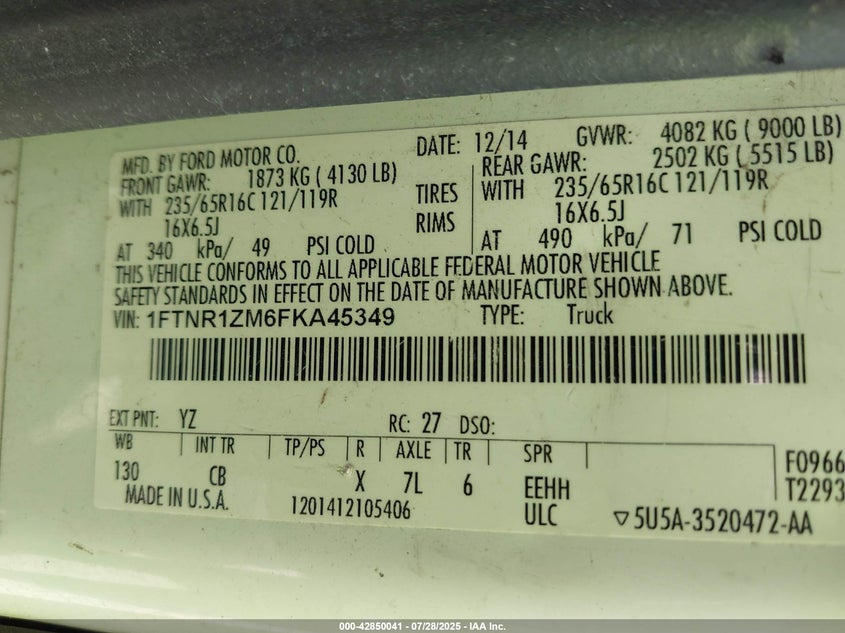 MFD. BY FORD MOTOR CO. DATE: 12/14 GVWR: 4082 KG ( 9000 LB)
FRONT GAWR: 1873 KG ( 4130 LB) REAR GAWR: 2502 KG ( 5515 LB)
WITH 235/65R16C 121/119R TIRES WITH 235/65R16C 121/119R
16X6.5J RIMS 16X6.5J
AT 340 kPa/ 49 PSI COLD AT 490 kPa/ 71 PSI COLD
THIS VEHICLE CONFORMS TO ALL APPLICABLE FEDERAL MOTOR VEHICLE
SAFETY STANDARDS IN EFFECT ON THE DATE OF MANUFACTURE SHOWN ABOVE.
VIN: 1FTNR1ZM6FKA45349 TYPE: Truck
EXT PNT: YZ RC: 27 DSO:
WB INT TR TP/PS R AXLE TR SPR
130 CB X 7L 6 EEHH F0966
MADE IN U.S.A. 1201412105406 ULC T2293
▽5U5A-3520472-AA
000-42850041 - 07/28/2025 - IAA Inc.